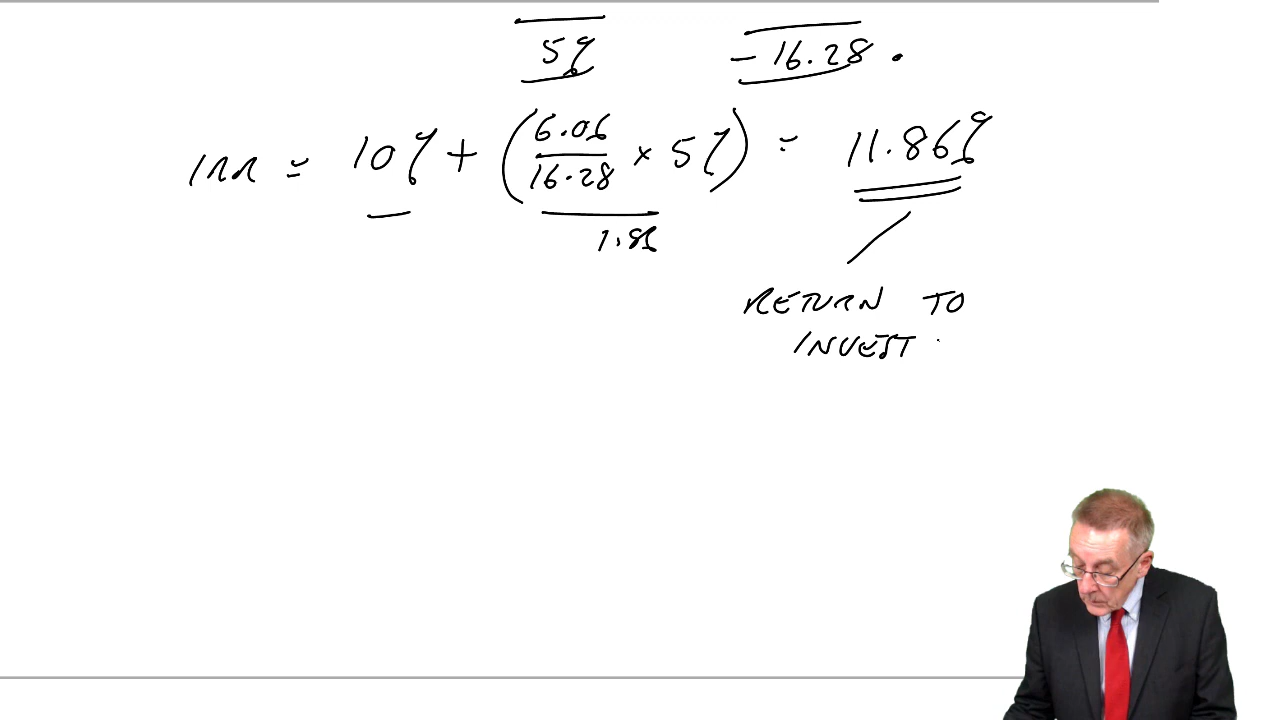 5% - 16.28 .
IRR = 10% + ( 6.06 / 16.28 × 5% ) = 11.86%
1.86
RETURN TO
INVEST